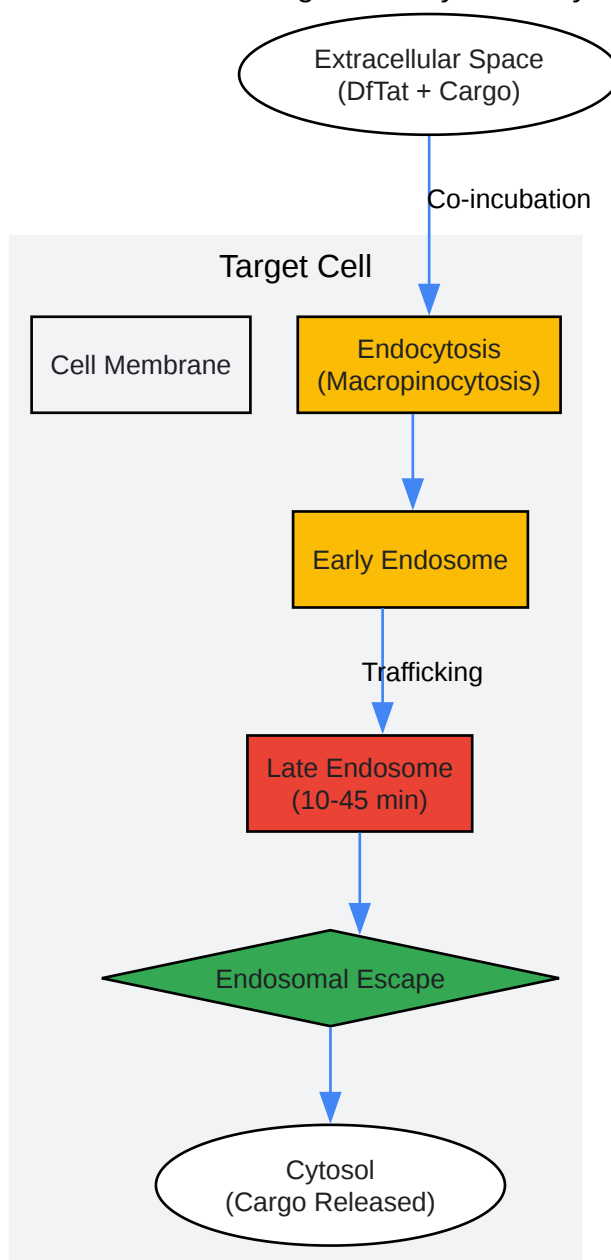 Extracellular Space
(DfTat + Cargo)
Co-incubation
Target Cell
Cell Membrane
Endocytosis
(Macropinocytosis)
Early Endosome
Trafficking
Late Endosome
(10-45 min)
Endosomal Escape
Cytosol
(Cargo Released)